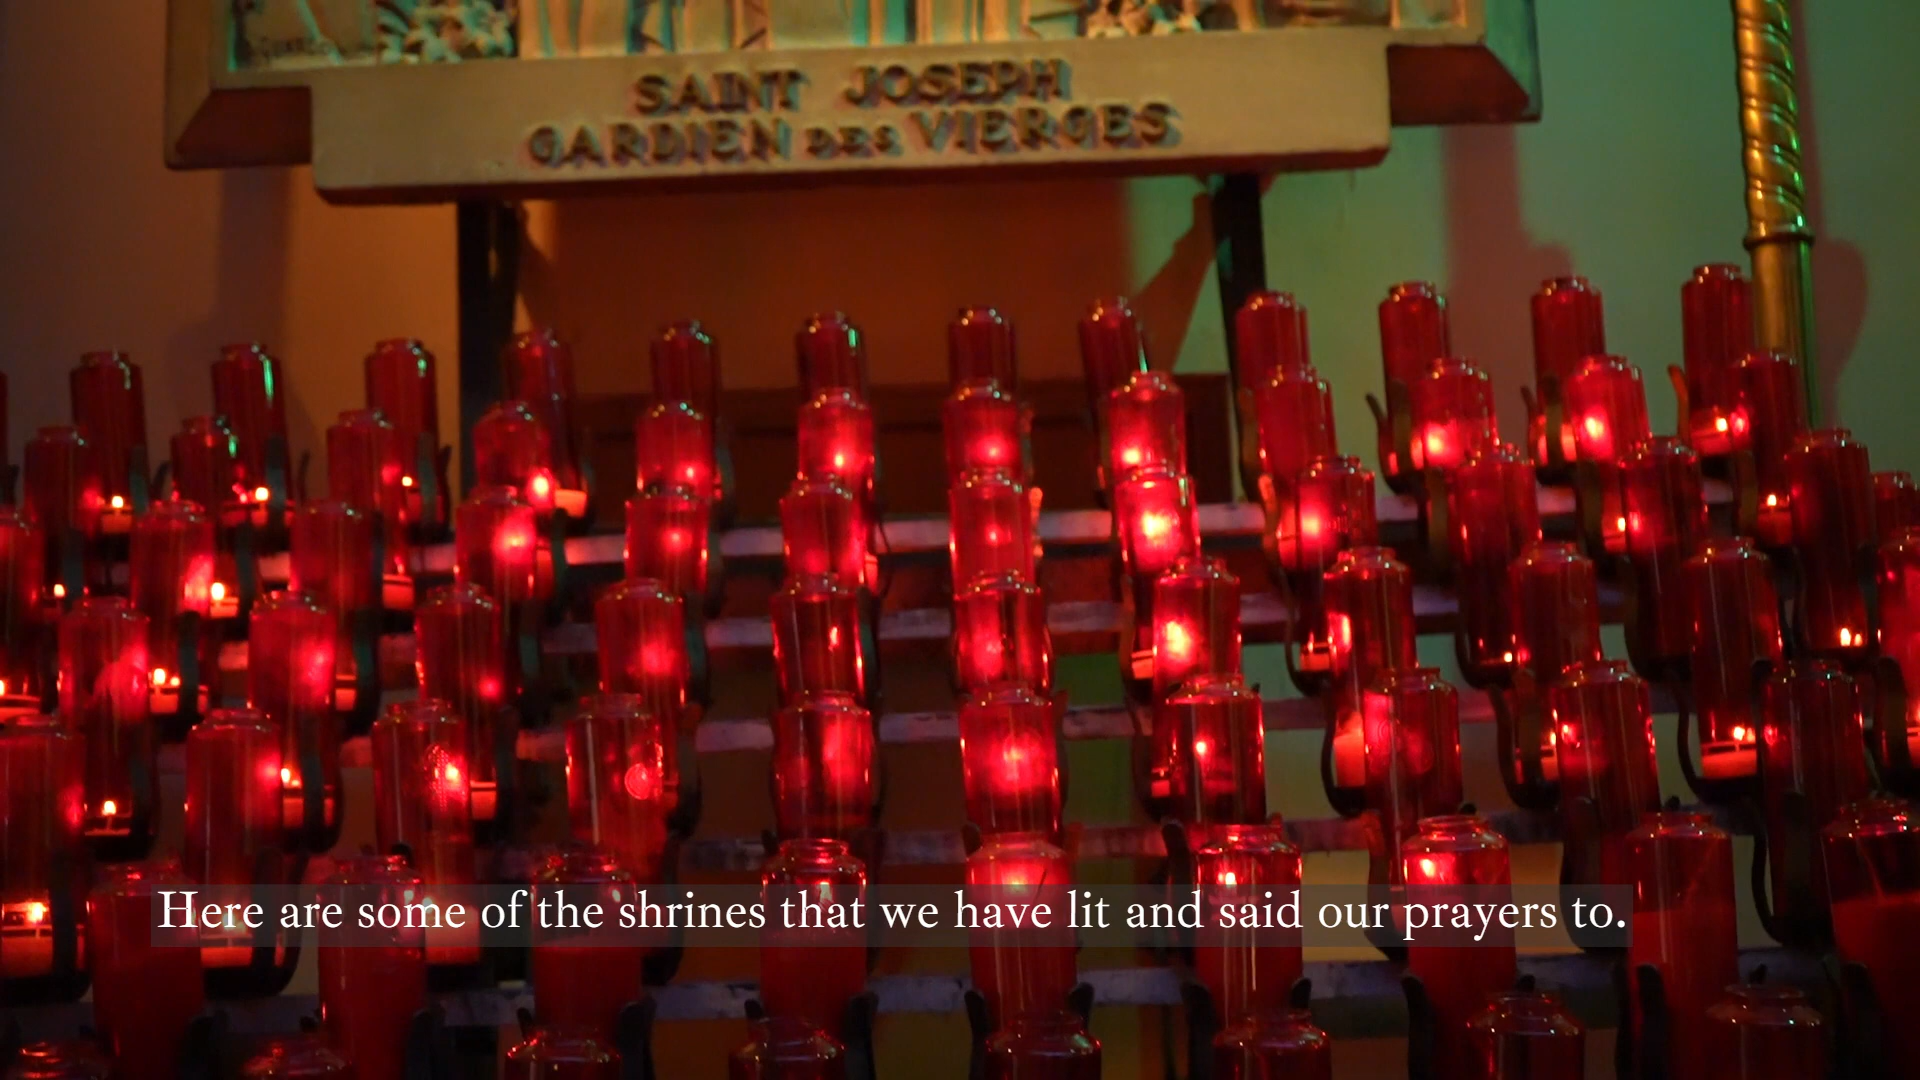 SAINT JOSEPH
GARDIEN DES VIERGES
Here are some of the shrines that we have lit and said our prayers to.